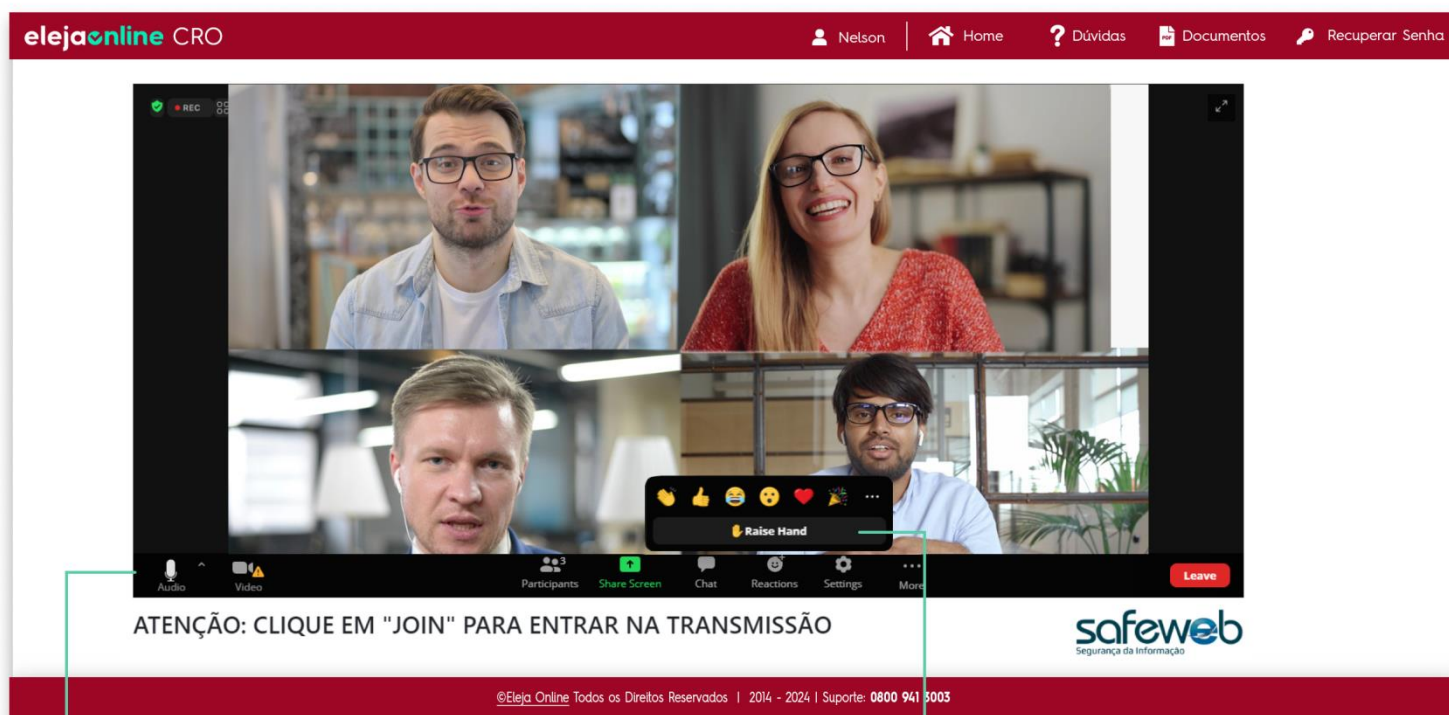 elejaonline CRO
Nelson
Home
Dúvidas
Documentos
Recuperar Senha
REC
Raise Hand
Audio
Video
3
Participants
Share Screen
Chat
Reactions
Settings
More
Leave
ATENÇÃO: CLIQUE EM "JOIN" PARA ENTRAR NA TRANSMISSÃO
safeweb
Segurança da Informação
©Eleja Online Todos os Direitos Reservados | 2014 - 2024 | Suporte: 0800 941 3003